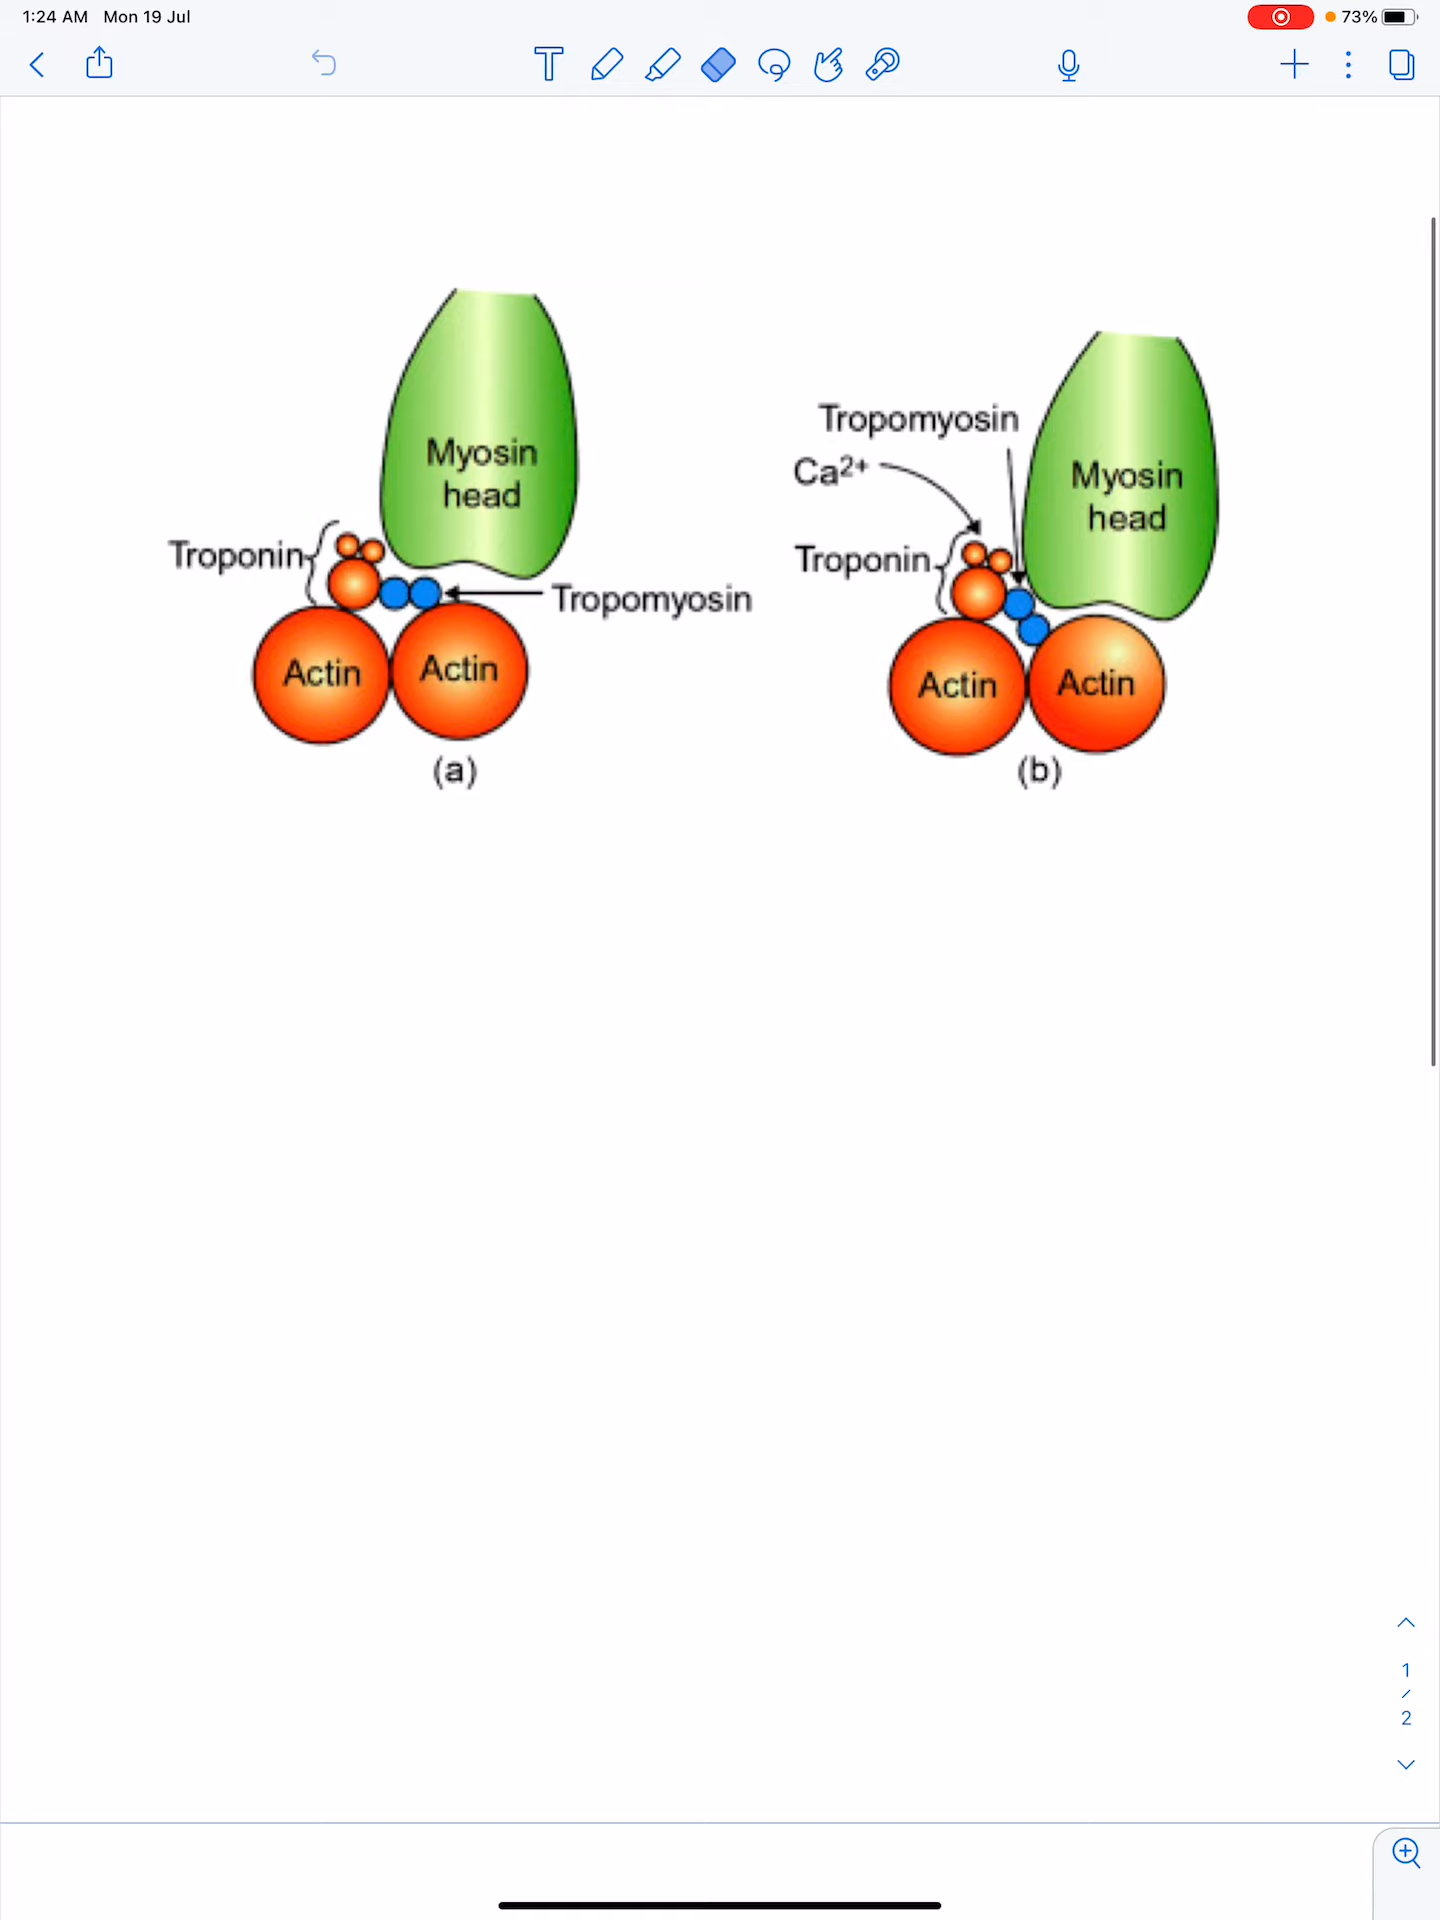 1:24 AM Mon 19 Jul
73%
Myosin
head
Troponin
Tropomyosin
Actin
Actin
(a)
Tropomyosin
Ca2+
Myosin
head
Troponin
Actin
Actin
(b)
1
/
2